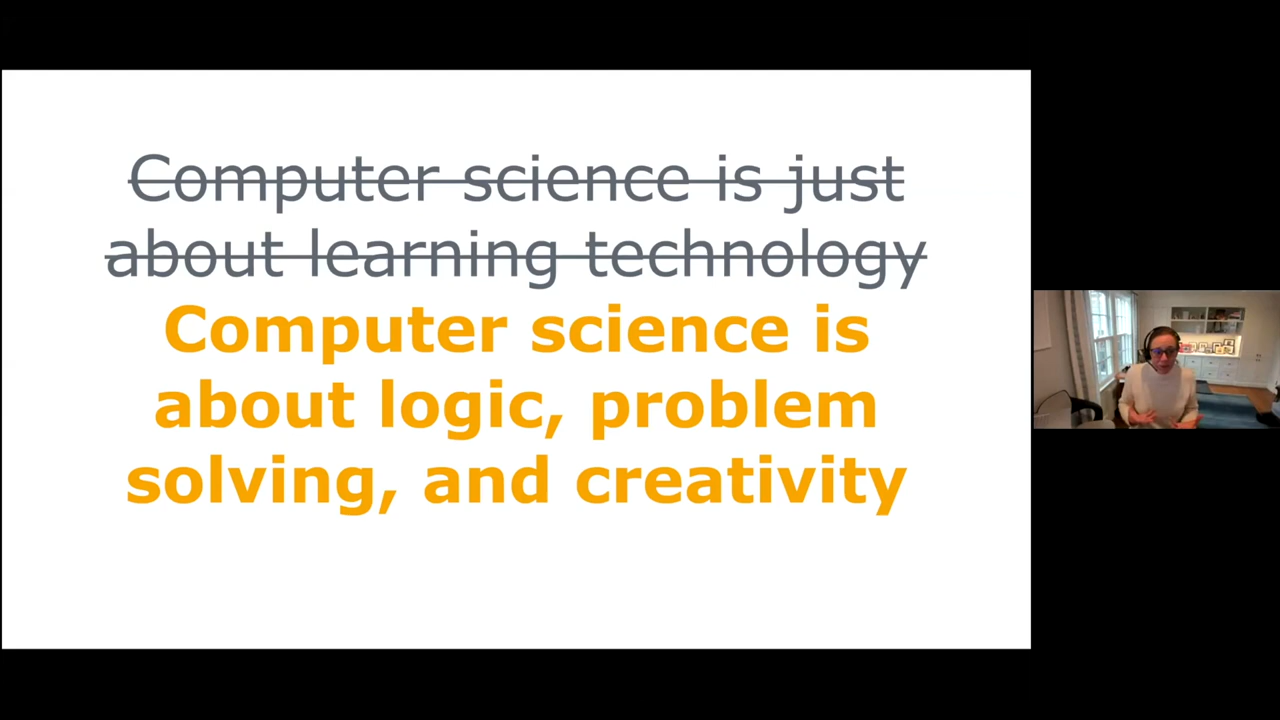 Computer science is just
about learning technology
Computer science is
about logic, problem
solving, and creativity